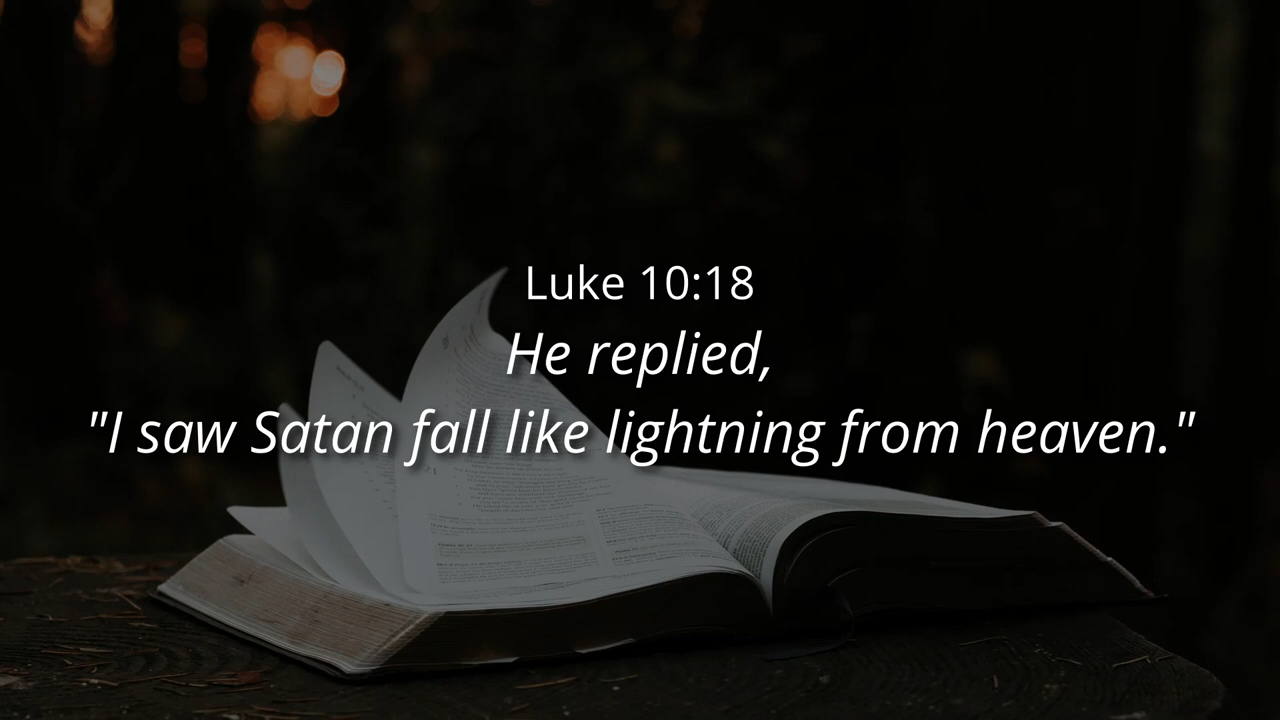 Luke 10:18
He replied,
"I saw Satan fall like lightning from heaven."